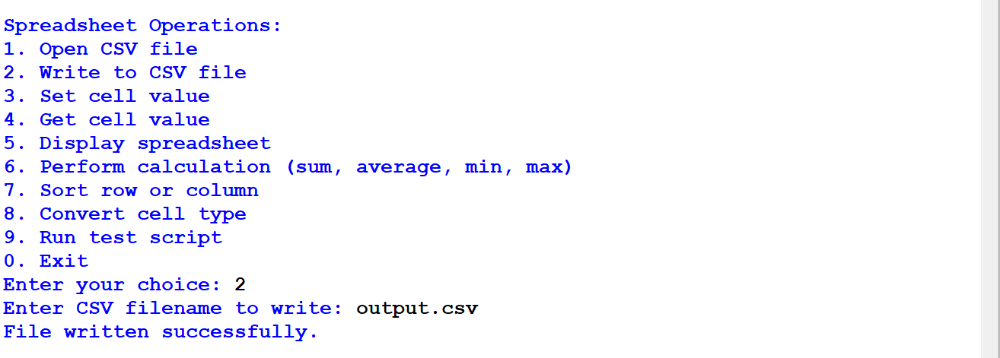 Spreadsheet Operations:
1. Open CSV file
2. Write to CSV file
3. Set cell value
4. Get cell value
5. Display spreadsheet
6. Perform calculation (sum, average, min, max)
7. Sort row or column
8. Convert cell type
9. Run test script
0. Exit
Enter your choice: 2
Enter CSV filename to write: output.csv
File written successfully.